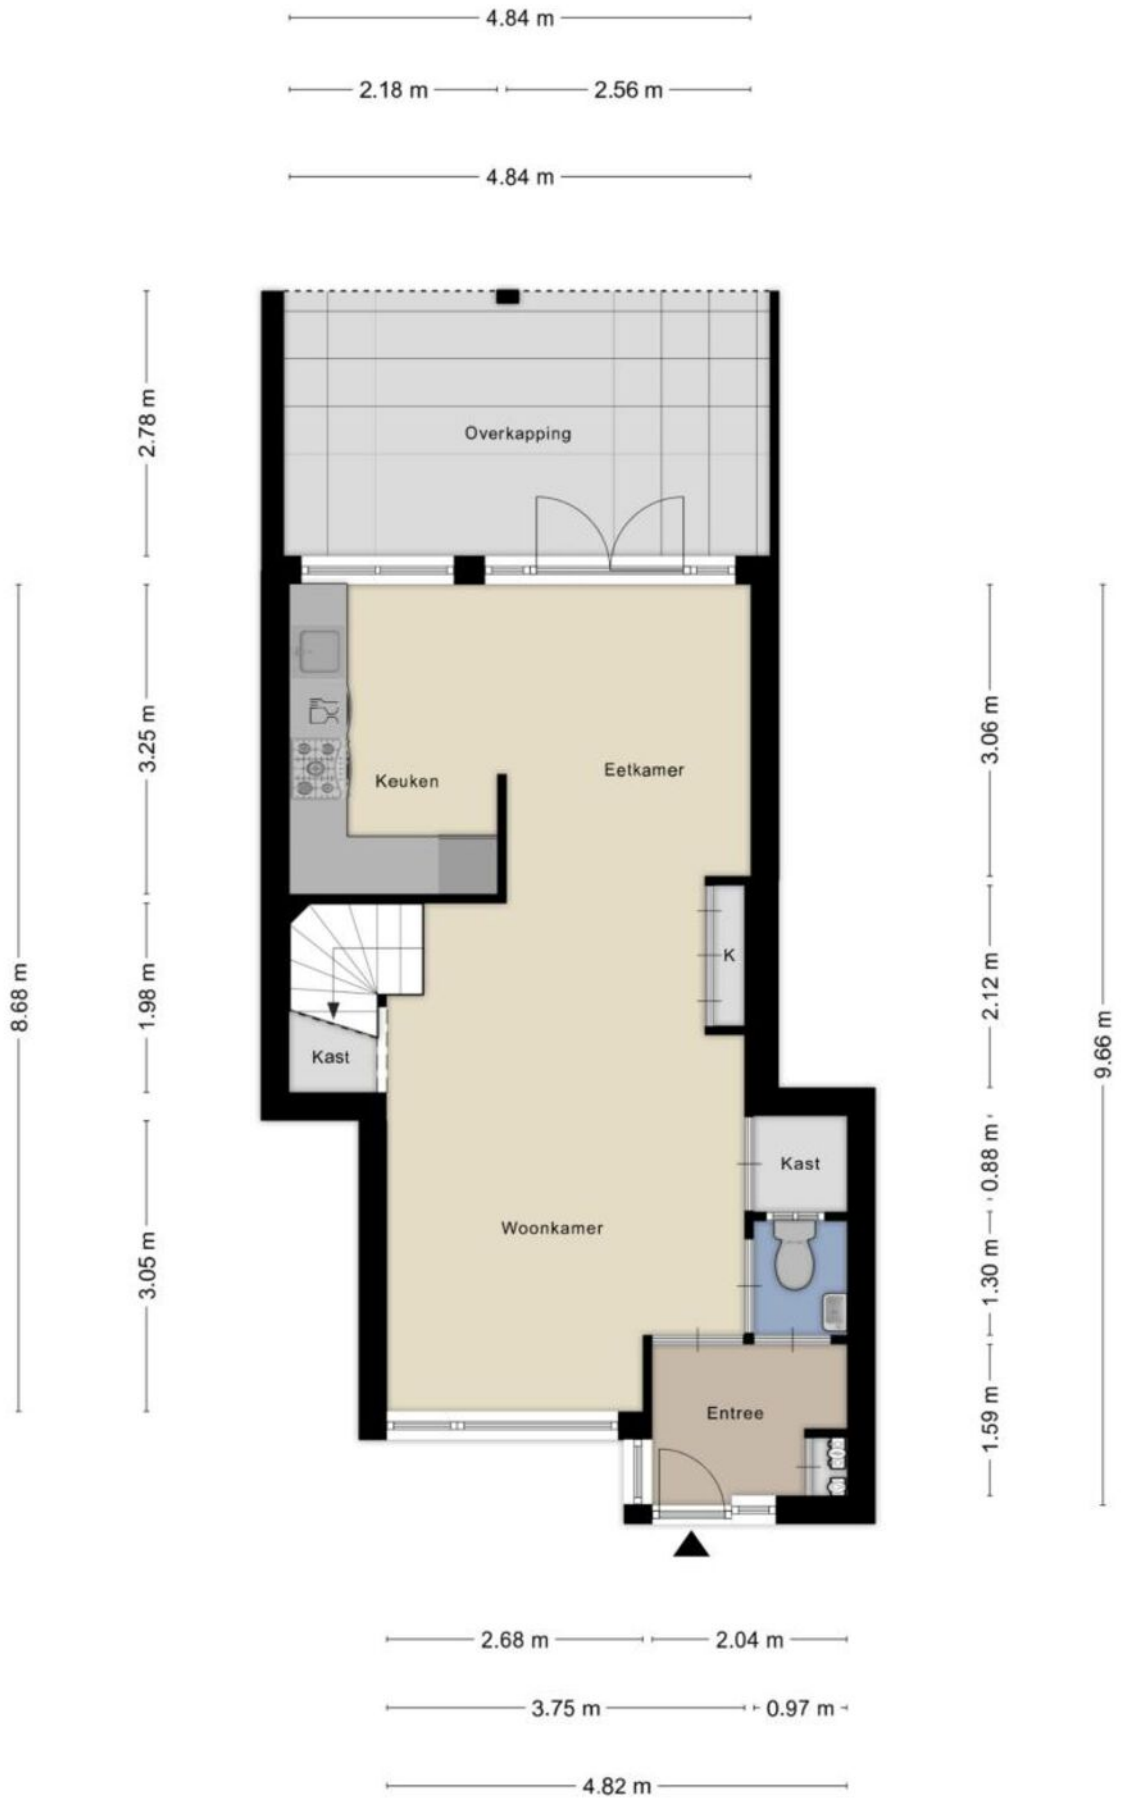 4.84 m
2.18 m
2.56 m
4.84 m
2.78 m
Overkapping
3.25 m
3.06 m
Keuken
Eetkamer
8.68 m
1.98 m
K
2.12 m
9.66 m
Kast
0.88 m
Kast
3.05 m
Woonkamer
1.30 m
Entree
1.59 m
2.68 m
2.04 m
3.75 m
0.97 m
4.82 m